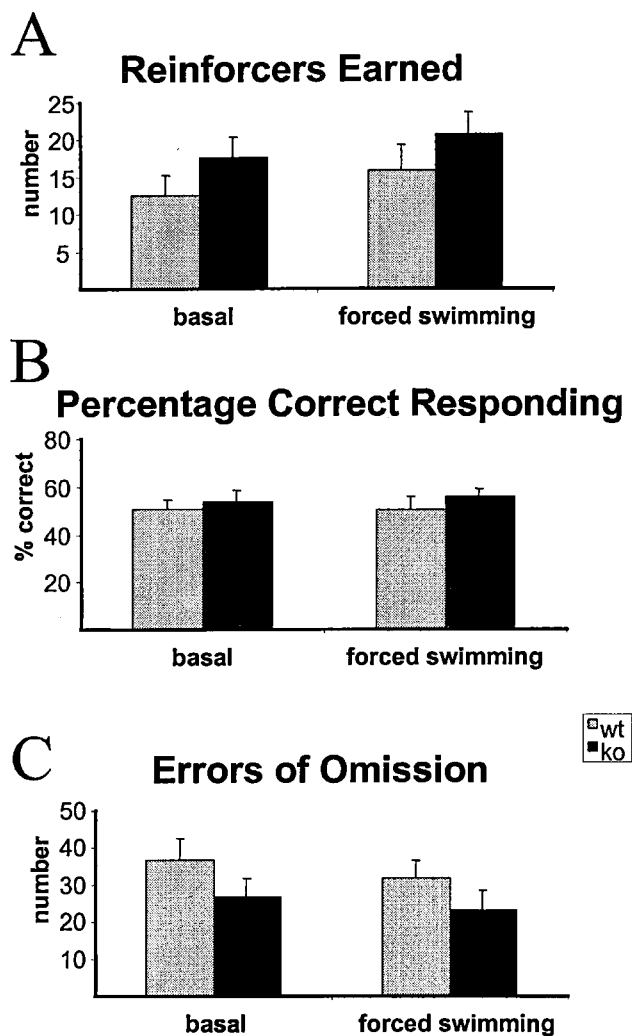 A
Reinforcers Earned
number
25
20
15
10
5
basal forced swimming
B
Percentage Correct Responding
% correct
80
60
40
20
basal forced swimming
wt
ko
C
Errors of Omission
number
50
40
30
20
10
basal forced swimming